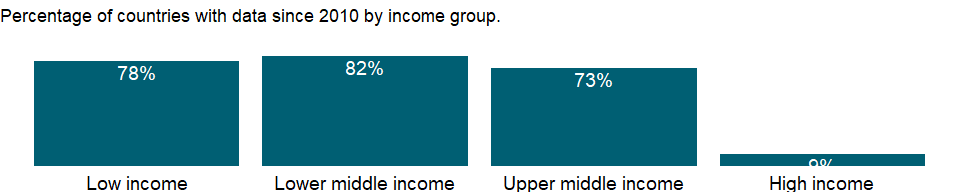 Percentage of countries with data since 2010 by income group.
78% 82% 73%
Low income Lower middle income Upper middle income High income